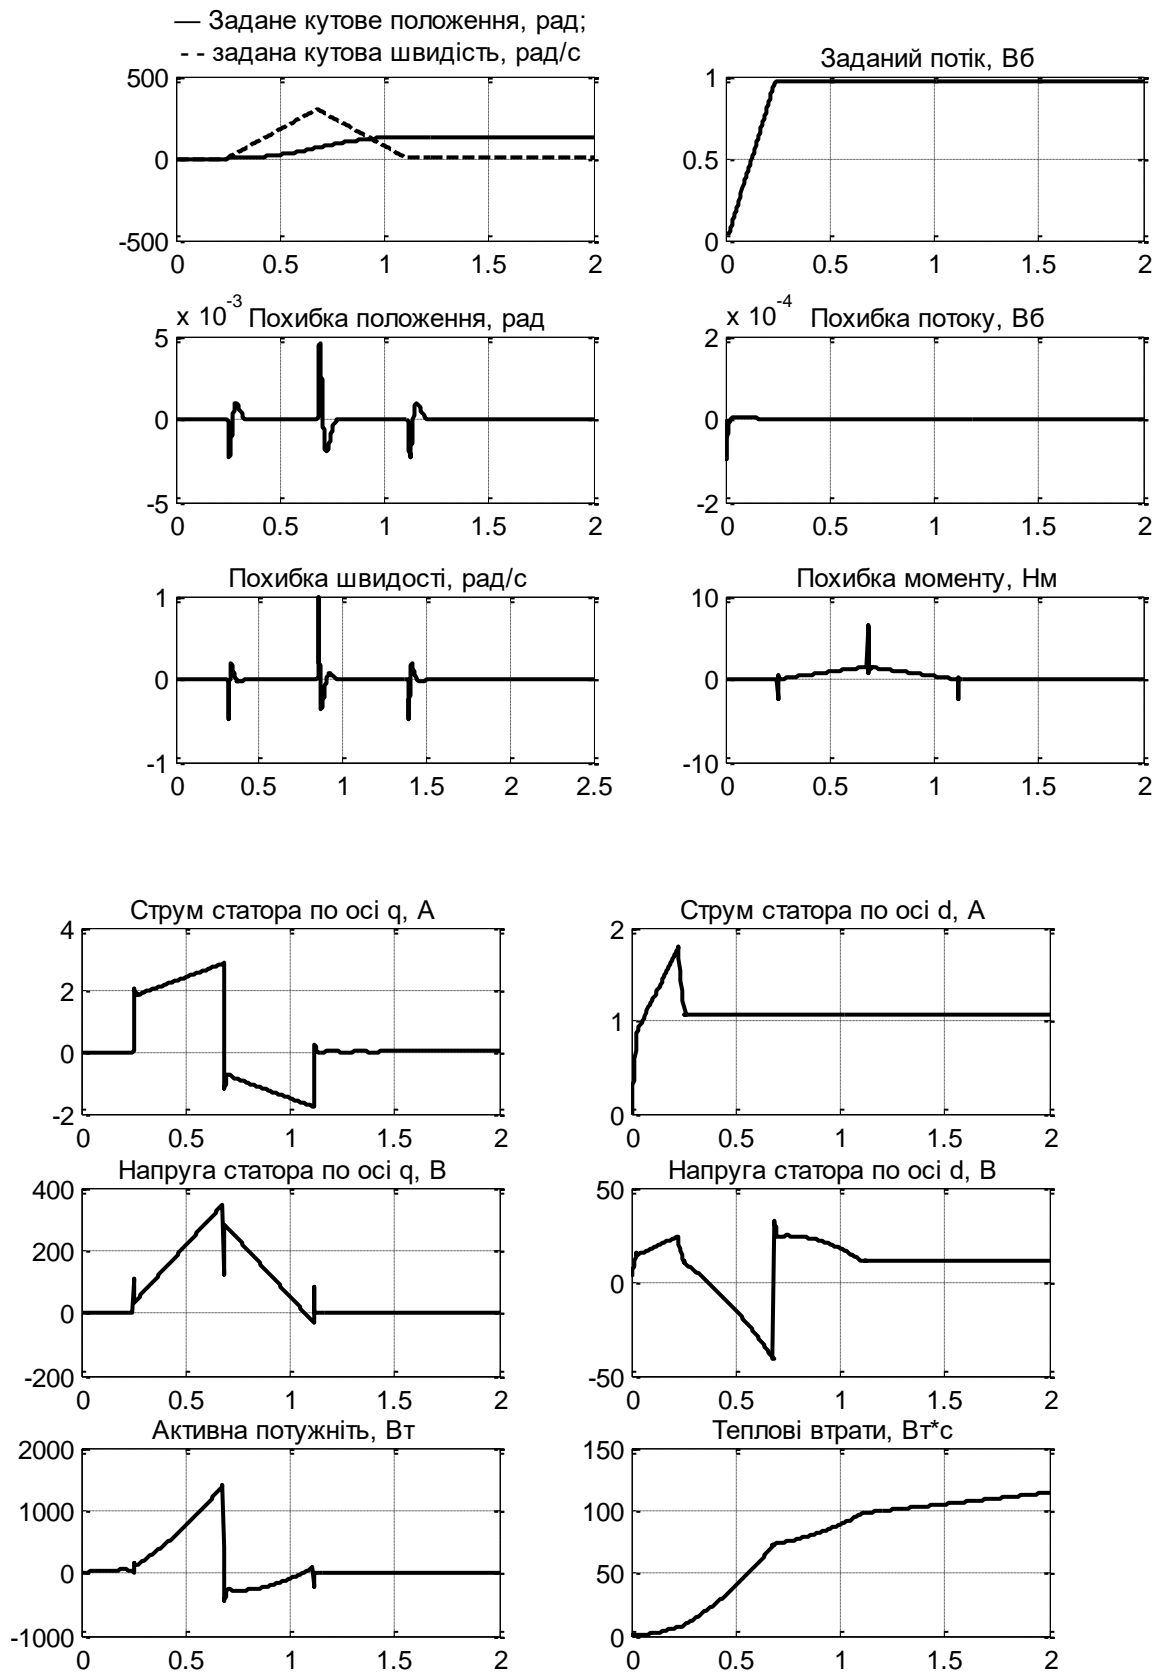 — Задане кутове положення, рад;
- - задана кутова швидість, рад/с
Заданий потік, Вб
500
0
-500
0 0.5 1 1.5 2
1
0.5
0
0 0.5 1 1.5 2
x 10^-3 Похибка положення, рад
5
0
-5
0 0.5 1 1.5 2
x 10^-4 Похибка потоку, Вб
2
0
-2
0 0.5 1 1.5 2
Похибка швидості, рад/с
1
0
-1
0 0.5 1 1.5 2 2.5
Похибка моменту, Нм
10
0
-10
0 0.5 1 1.5 2
Струм статора по осі q, А
4
2
0
-2
0 0.5 1 1.5 2
Струм статора по осі d, А
2
1
0
0 0.5 1 1.5 2
Напруга статора по осі q, В
400
200
0
-200
0 0.5 1 1.5 2
Напруга статора по осі d, В
50
0
-50
0 0.5 1 1.5 2
Активна потужніть, Вт
2000
1000
0
-1000
0 0.5 1 1.5 2
Теплові втрати, Вт*с
150
100
50
0
0 0.5 1 1.5 2